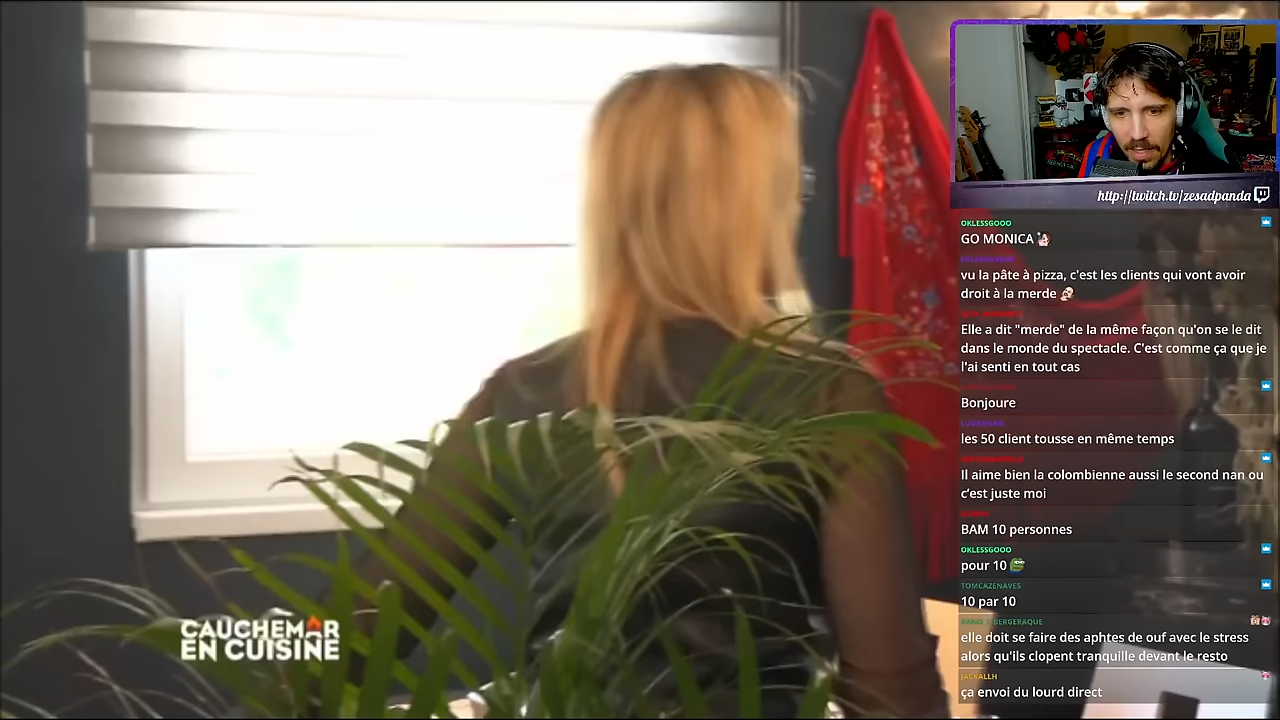 http://twitch.tv/zesadpanda
OKLESSGOOO
GO MONICA
vu la pâte à pizza, c'est les clients qui vont avoir
droit à la merde
Elle a dit "merde" de la même façon qu'on se le dit
dans le monde du spectacle. C'est comme ça que je
l'ai senti en tout cas
Bonjoure
les 50 client tousse en même temps
Il aime bien la colombienne aussi le second nan ou
c'est juste moi
BAM 10 personnes
OKLESSGOOO
pour 10
TOMCAZENAVES
10 par 10
BERGERAQUE
elle doit se faire des aphtes de ouf avec le stress
alors qu'ils clopent tranquille devant le resto
JACKALLH
ça envoi du lourd direct
CAUCHEMAR
EN CUISINE